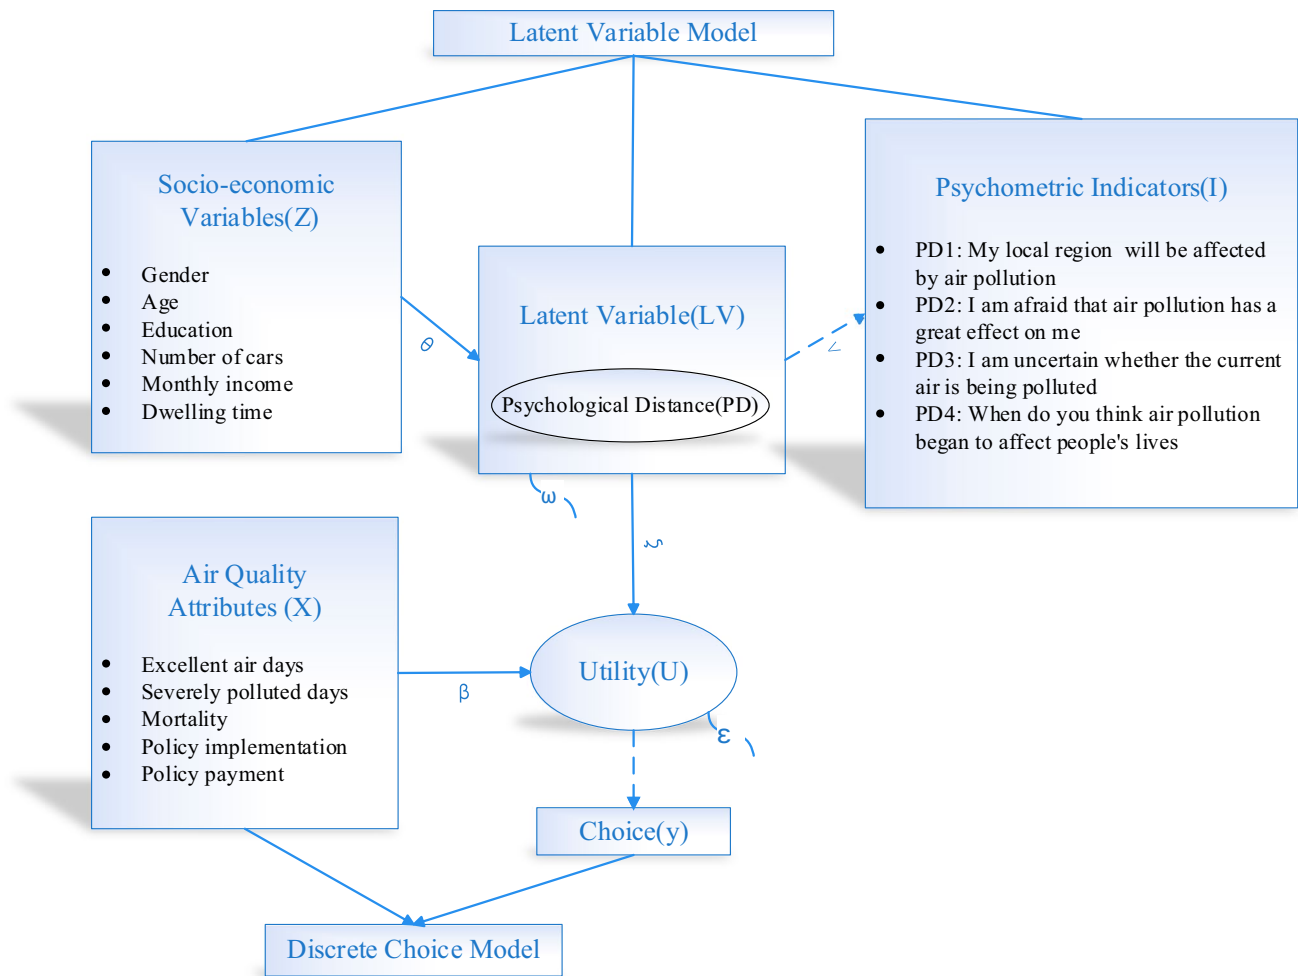 Latent Variable Model
Socio-economic
Variables(Z)
• Gender
• Age
• Education
• Number of cars
• Monthly income
• Dwelling time
θ
Latent Variable(LV)
Psychological Distance(PD)
Psychometric Indicators(I)
• PD1: My local region will be affected
by air pollution
• PD2: I am afraid that air pollution has a
great effect on me
• PD3: I am uncertain whether the current
air is being polluted
• PD4: When do you think air pollution
began to affect people's lives
ω
ζ
Air Quality
Attributes (X)
• Excellent air days
• Severely polluted days
• Mortality
• Policy implementation
• Policy payment
β
Utility(U)
ε
Choice(y)
Discrete Choice Model